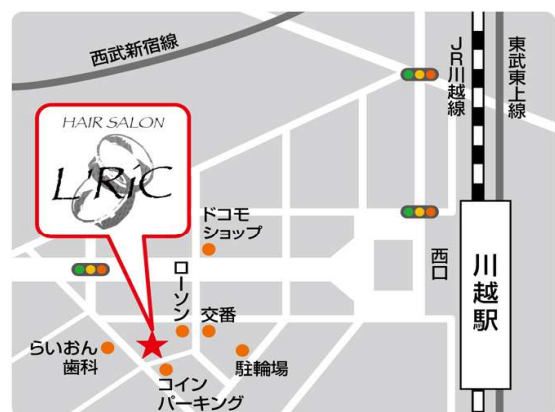 西武新宿線
JR川越線
東武東上線
HAIR SALON
L'RiC
ドコモ
ショップ
西口
川越駅
ローソン
交番
らいおん
歯科
駐輪場
コイン
パーキング